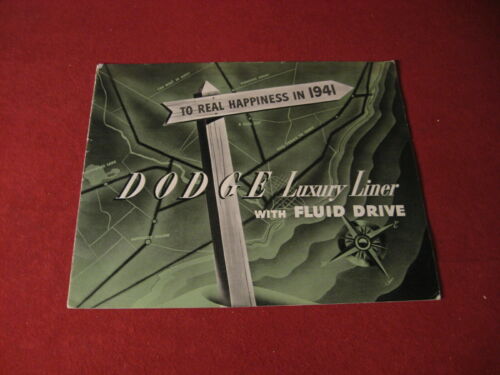 TO REAL HAPPINESS IN 1941
DODGE Luxury Liner
WITH FLUID DRIVE